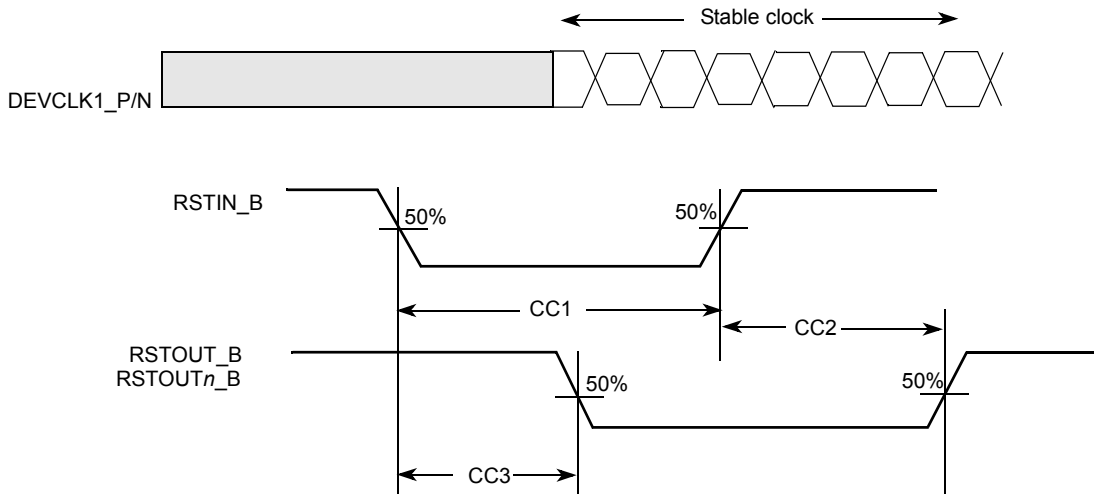 Stable clock
DEVCLK1_P/N
RSTIN_B
50%
50%
CC1
CC2
RSTOUT_B
RSTOUTn_B
50%
50%
CC3